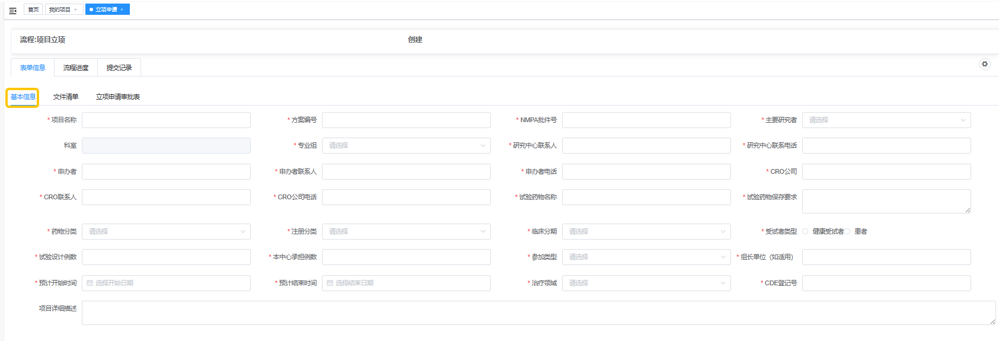 首页 我的项目 × 立项申请 ×
流程:项目立项 创建
表单信息 流程进度 提交记录
基本信息 文件清单 立项申请审批表
* 项目名称 * 方案编号 * NMPA批件号 * 主要研究者 请选择
科室 * 专业组 请选择 * 研究中心联系人 * 研究中心联系电话
* 申办者 * 申办者联系人 * 申办者电话 * CRO公司
* CRO联系人 * CRO公司电话 * 试验药物名称 * 试验药物保存要求
* 药物分类 请选择 * 注册分类 请选择 * 临床分期 请选择 * 受试者类型 健康受试者 患者
* 试验设计例数 * 本中心承担例数 * 参加类型 请选择 * 组长单位（如适用）
* 预计开始时间 选择开始日期 * 预计结束时间 选择结束日期 * 治疗领域 请选择 * CDE登记号
项目详细描述